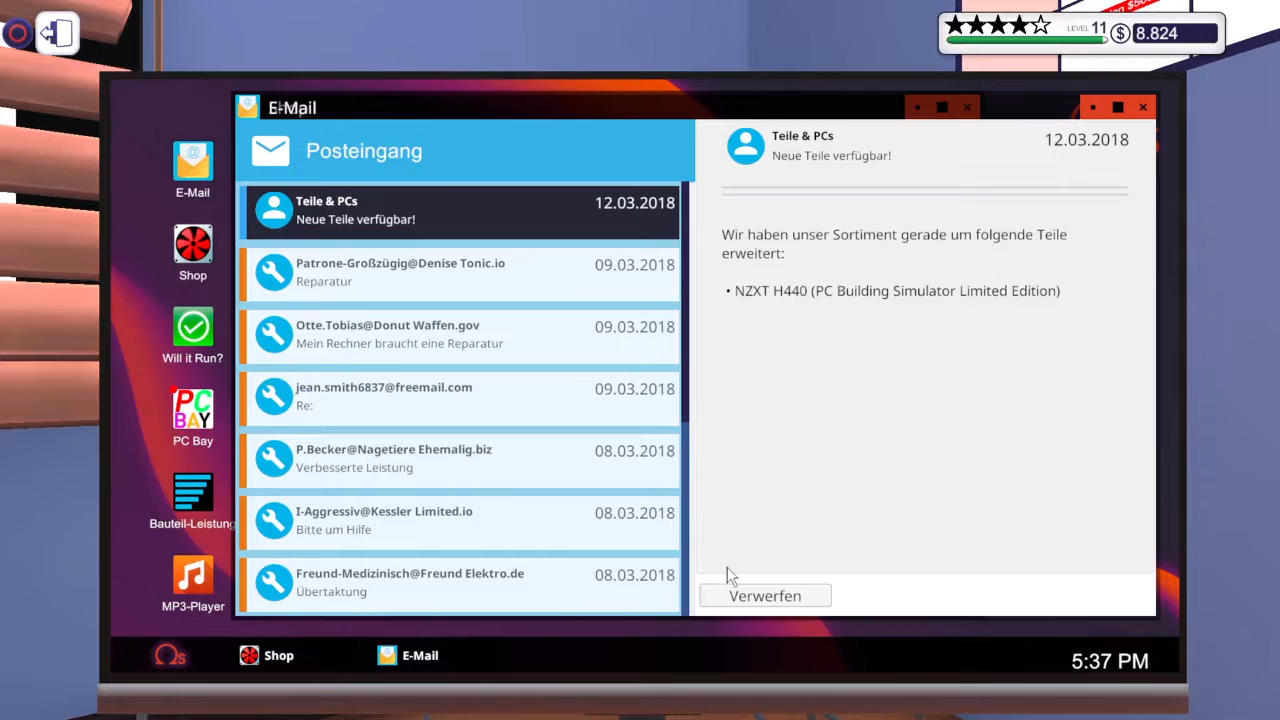 LEVEL 11
$ 8.824
E-Mail
Posteingang
Teile & PCs
12.03.2018
Neue Teile verfügbar!
Patrone-Großzügig@Denise Tonic.io
09.03.2018
Reparatur
Otte.Tobias@Donut Waffen.gov
09.03.2018
Mein Rechner braucht eine Reparatur
jean.smith6837@freemail.com
09.03.2018
Re:
P.Becker@Nagetiere Ehemalig.biz
08.03.2018
Verbesserte Leistung
I-Aggressiv@Kessler Limited.io
08.03.2018
Bitte um Hilfe
Freund-Medizinisch@Freund Elektro.de
08.03.2018
Übertaktung
Teile & PCs
12.03.2018
Neue Teile verfügbar!
Wir haben unser Sortiment gerade um folgende Teile
erweitert:
• NZXT H440 (PC Building Simulator Limited Edition)
Verwerfen
E-Mail
Shop
Will it Run?
PC
BAY
PC Bay
Bauteil-Leistung
MP3-Player
Ωs
Shop
E-Mail
5:37 PM